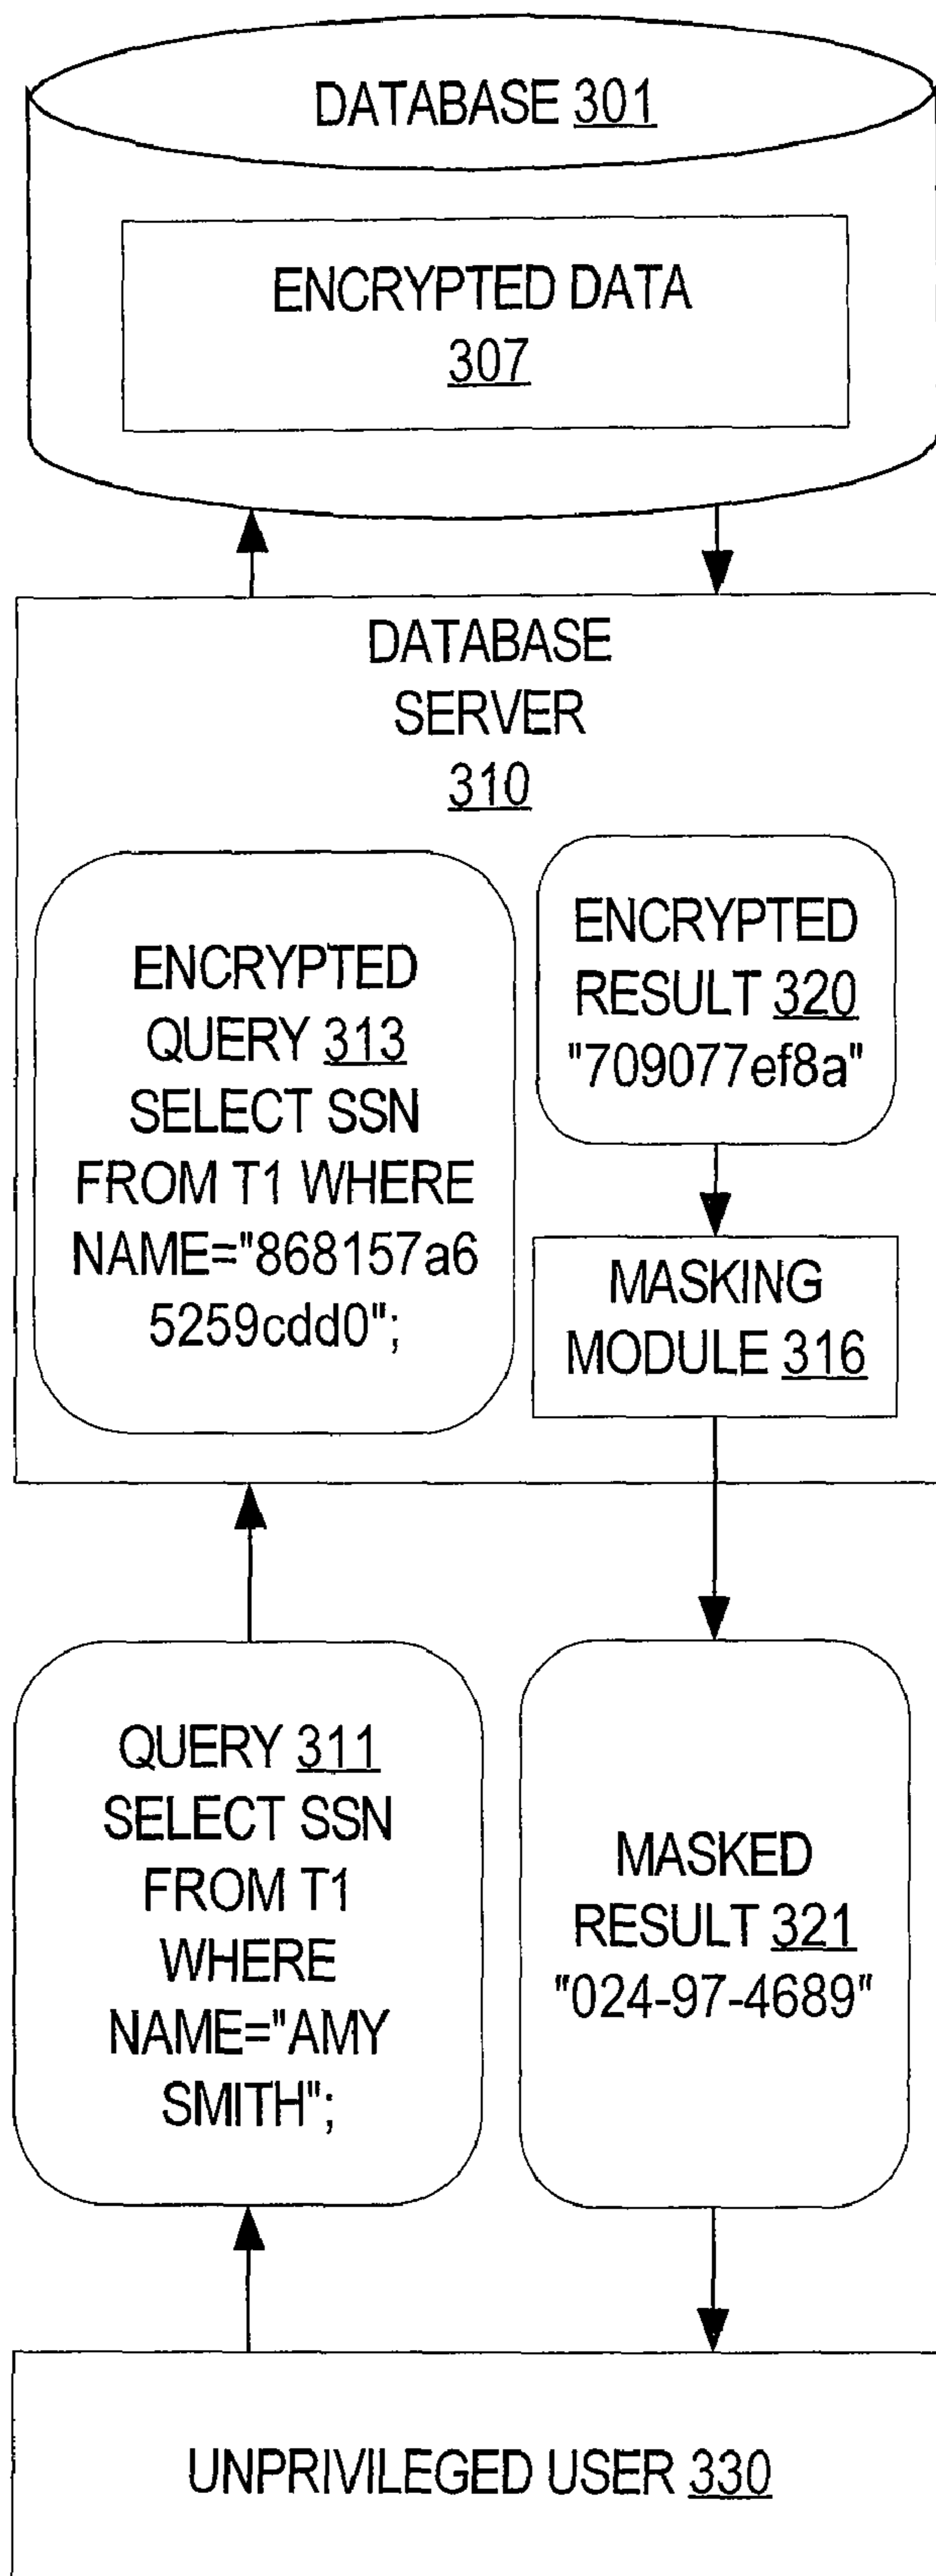 DATABASE 301
ENCRYPTED DATA
307
DATABASE
SERVER
310
ENCRYPTED
QUERY 313
SELECT SSN
FROM T1 WHERE
NAME="868157a6
5259cdd0";
ENCRYPTED
RESULT 320
"709077ef8a"
MASKING
MODULE 316
QUERY 311
SELECT SSN
FROM T1
WHERE
NAME="AMY
SMITH";
MASKED
RESULT 321
"024-97-4689"
UNPRIVILEGED USER 330